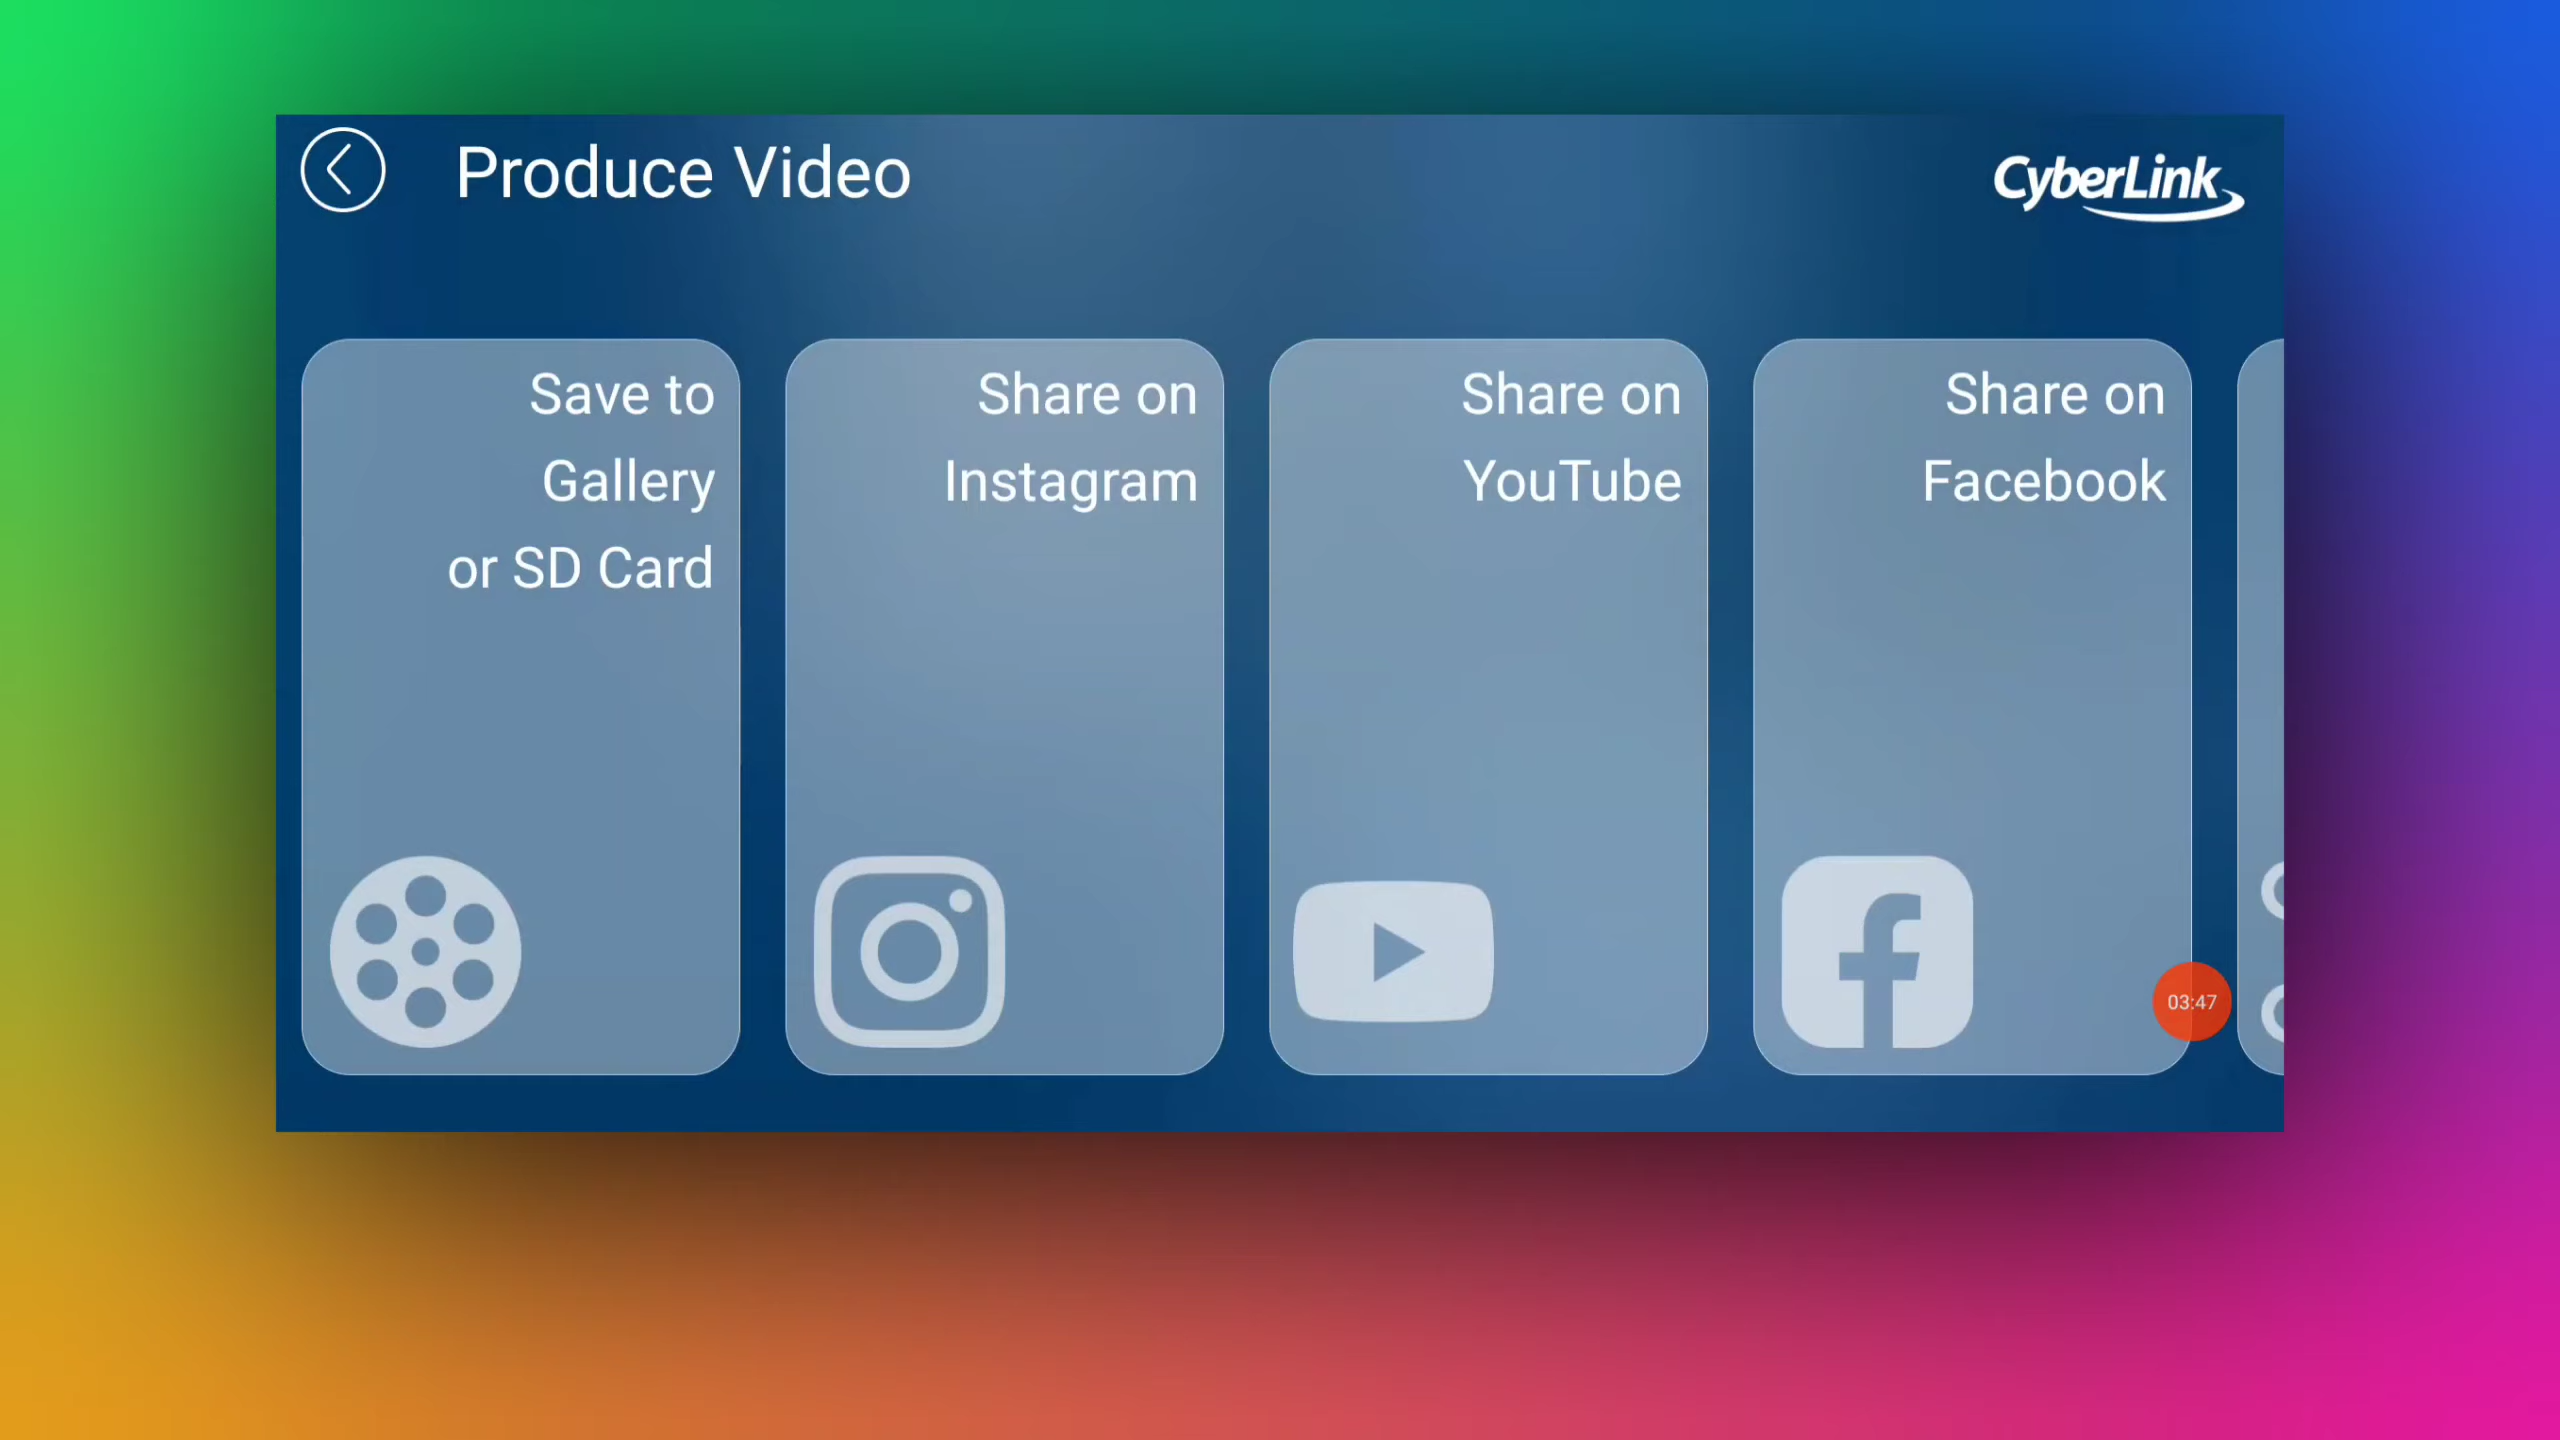 Produce Video
CyberLink
Save to
Gallery
or SD Card
Share on
Instagram
Share on
YouTube
Share on
Facebook
03:47